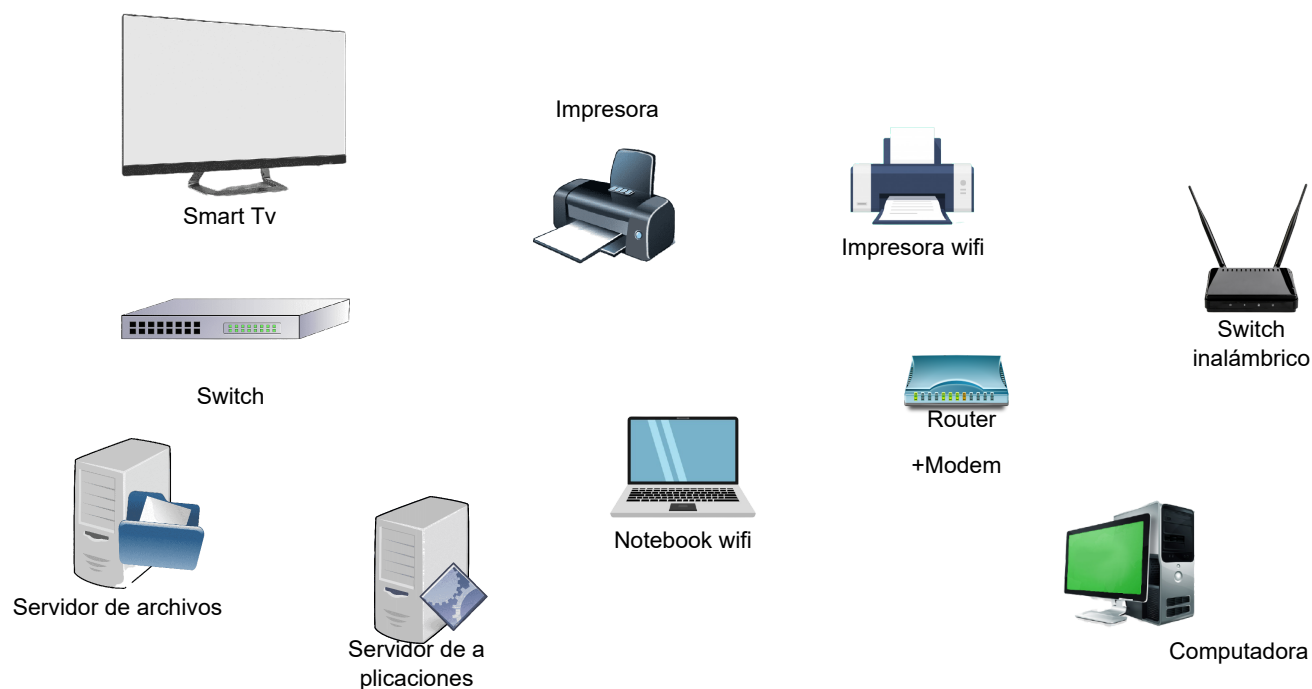 Impresora
Smart Tv
Impresora wifi
Switch
inalámbrico
Switch
Router
+Modem
Notebook wifi
Servidor de archivos
Servidor de a
plicaciones
Computadora